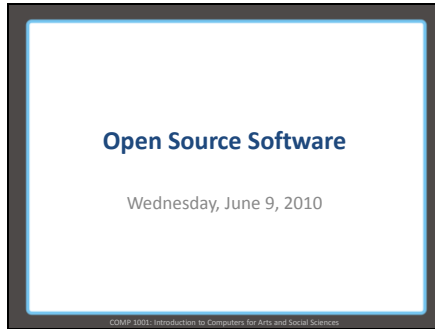 Open Source Software
Wednesday, June 9, 2010
COMP 1001: Introduction to Computers for Arts and Social Sciences